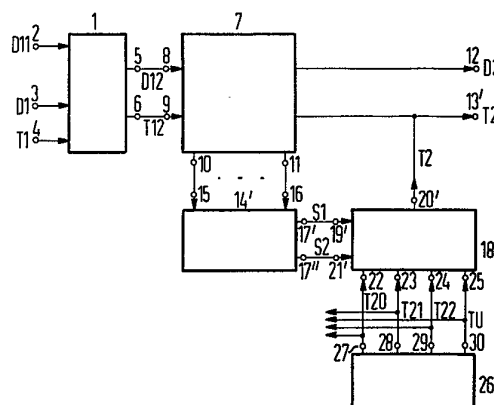 1 7
D11 2
5 8 12 D2
D12
D1 3
6 9 13' T2
T1 4 T12
10 11 T2
15 16 20'
14' S1
17' 19'
S2 18
17" 21'
22 23 24 25
T20 T21 T22 TU
27 28 29 30
26